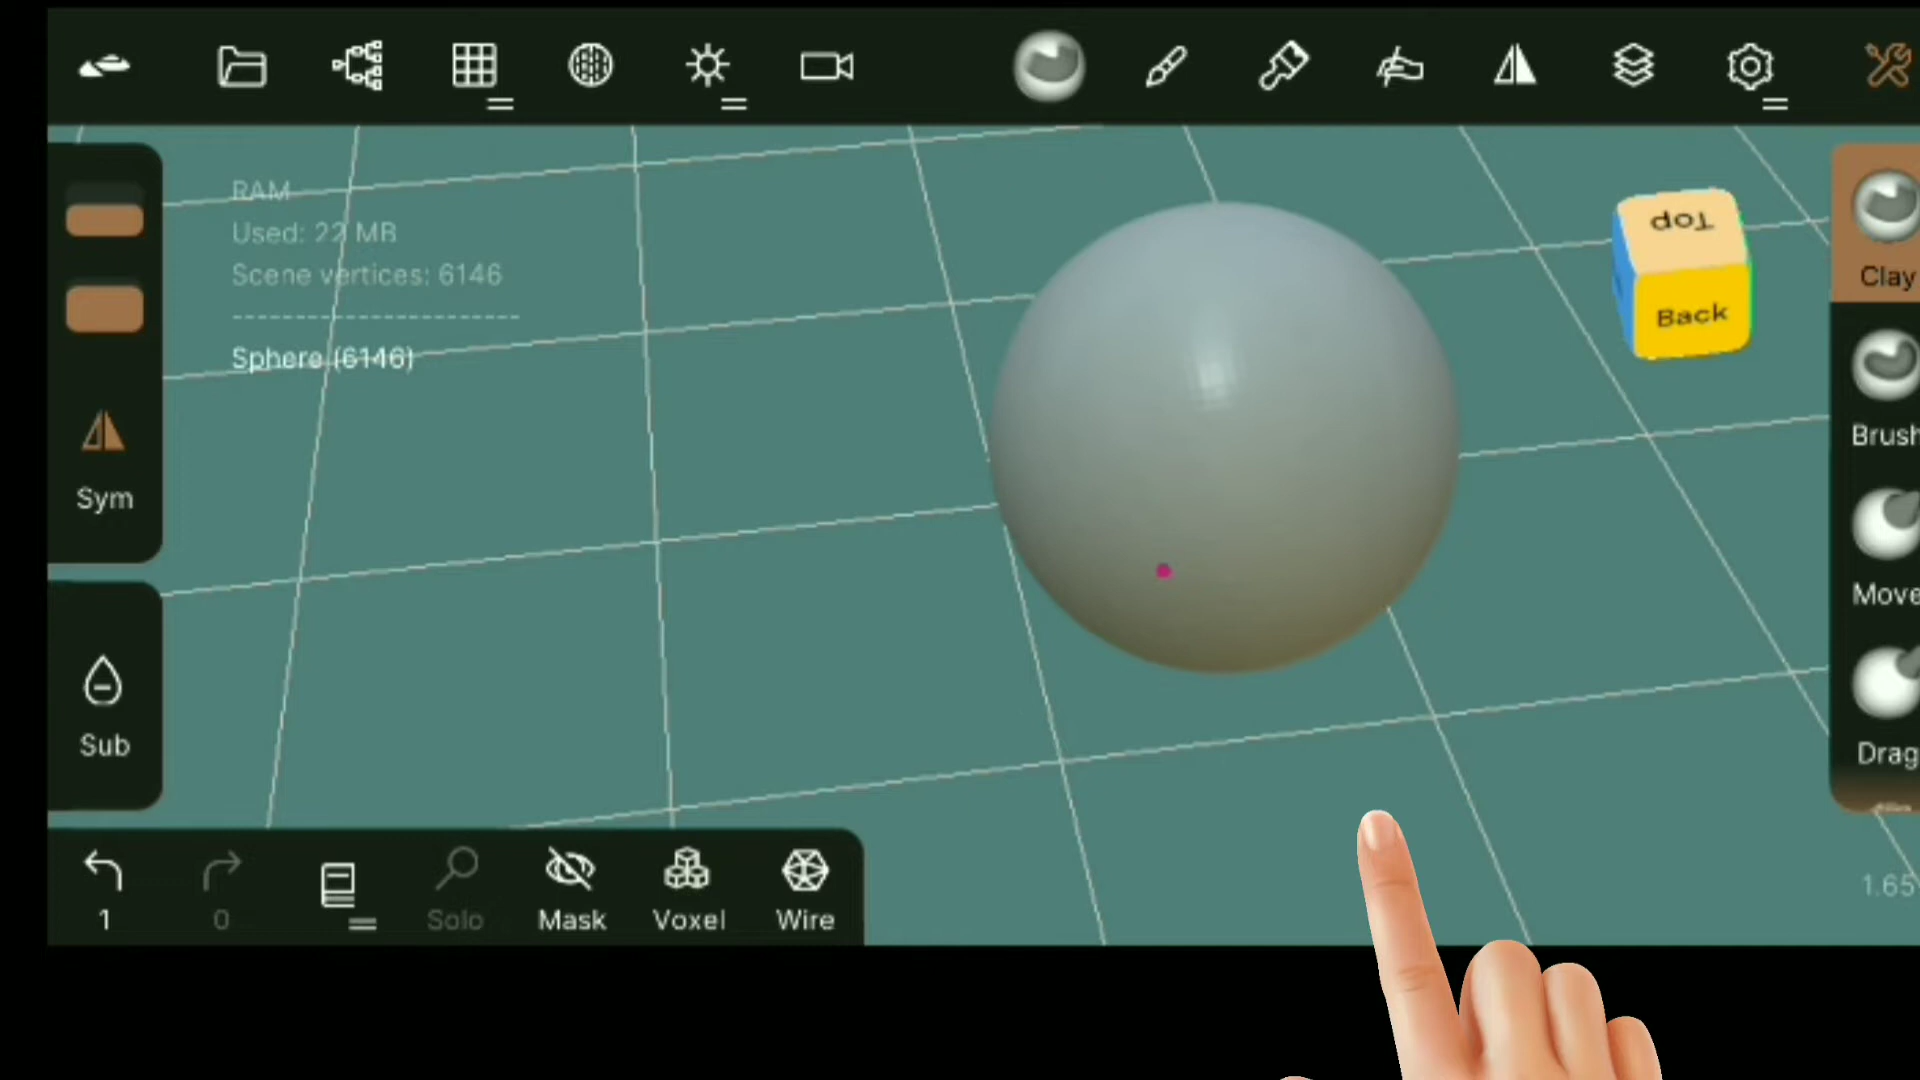 RAM
Used: 22 MB
Scene vertices: 6146
Sphere (6146)
Top
Back
Clay
Brush
Move
Drag
Sym
Sub
1.65
1
0
Solo
Mask
Voxel
Wire